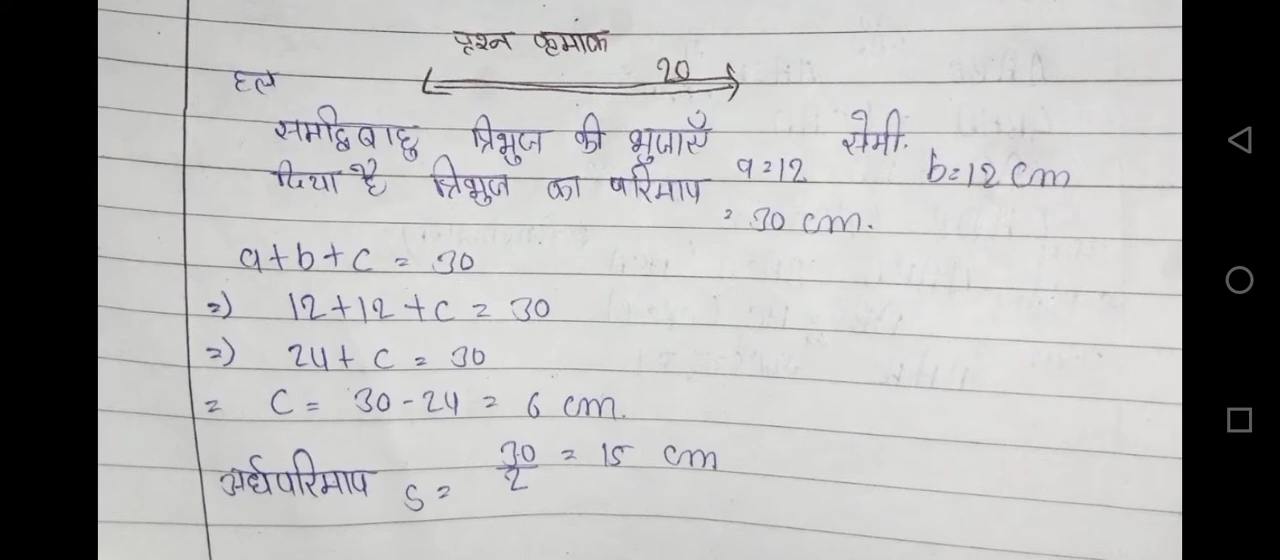 प्रश्न क्रमांक
20
हल
समद्विबाहु त्रिभुज की भुजाएँ a=12 सेमी. b=12 cm
दिया है त्रिभुज का परिमाप = 30 cm.
a+b+c = 30
=) 12+12+c = 30
=) 24+c = 30
= c = 30-24 = 6 cm.
अर्धपरिमाप s = 30/2 = 15 cm